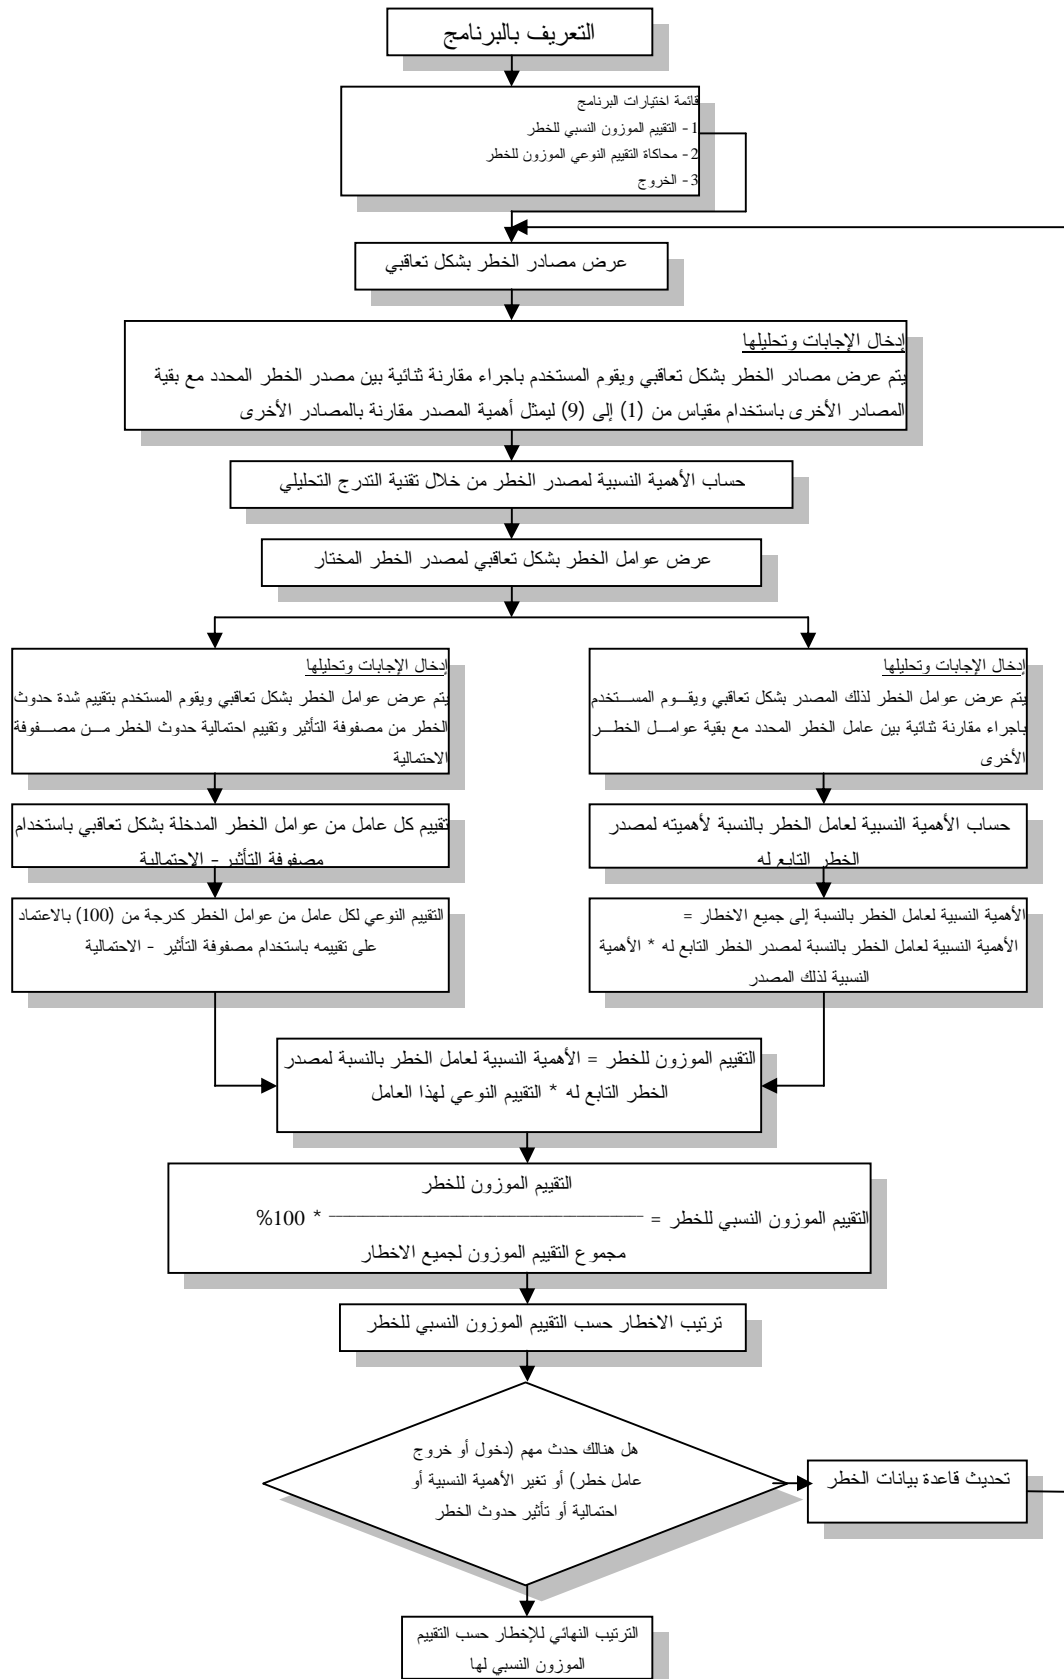 التعريف بالبرنامج
قائمة اختيارات البرنامج
1- التقييم الموزون النسبي للخطر
2- محاكاة التقييم النوعي الموزون للخطر
3- الخروج
عرض مصادر الخطر بشكل تعاقبي
إدخال الإجابات وتحليلها
يتم عرض مصادر الخطر بشكل تعاقبي ويقوم المستخدم باجراء مقارنة ثنائية بين مصدر الخطر المحدد مع بقية
المصادر الأخرى باستخدام مقياس من (1) إلى (9) ليمثل أهمية المصدر مقارنة بالمصادر الأخرى
حساب الأهمية النسبية لمصدر الخطر من خلال تقنية التدرج التحليلي
عرض عوامل الخطر بشكل تعاقبي لمصدر الخطر المختار
إدخال الإجابات وتحليلها
يتم عرض عوامل الخطر لذلك المصدر بشكل تعاقبي ويقوم المستخدم
باجراء مقارنة ثنائية بين عامل الخطر المحدد مع بقية عوامل الخطر
الأخرى
حساب الأهمية النسبية لعامل الخطر بالنسبة لأهميته لمصدر
الخطر التابع له
الأهمية النسبية لعامل الخطر بالنسبة إلى جميع الاخطار =
الأهمية النسبية لعامل الخطر بالنسبة لمصدر الخطر التابع له * الأهمية
النسبية لذلك المصدر
إدخال الإجابات وتحليلها
يتم عرض عوامل الخطر بشكل تعاقبي ويقوم المستخدم بتقييم شدة حدوث
الخطر من مصفوفة التأثير وتقييم احتمالية حدوث الخطر من مصفوفة
الاحتمالية
تقييم كل عامل من عوامل الخطر المدخلة بشكل تعاقبي باستخدام
مصفوفة التأثير - الاحتمالية
التقييم النوعي لكل عامل من عوامل الخطر كدرجة من (100) بالاعتماد
على تقييمه باستخدام مصفوفة التأثير - الاحتمالية
التقييم الموزون للخطر = الأهمية النسبية لعامل الخطر بالنسبة لمصدر
الخطر التابع له * التقييم النوعي لهذا العامل
التقييم الموزون للخطر
التقييم الموزون النسبي للخطر = ــــــــــــــــــــــــــــــــ * 100%
مجموع التقييم الموزون لجميع الاخطار
ترتيب الاخطار حسب التقييم الموزون النسبي للخطر
هل هنالك حدث مهم (دخول أو خروج
عامل خطر) أو تغير الأهمية النسبية أو
احتمالية أو تأثير حدوث الخطر
تحديث قاعدة بيانات الخطر
الترتيب النهائي للإخطار حسب التقييم
الموزون النسبي لها